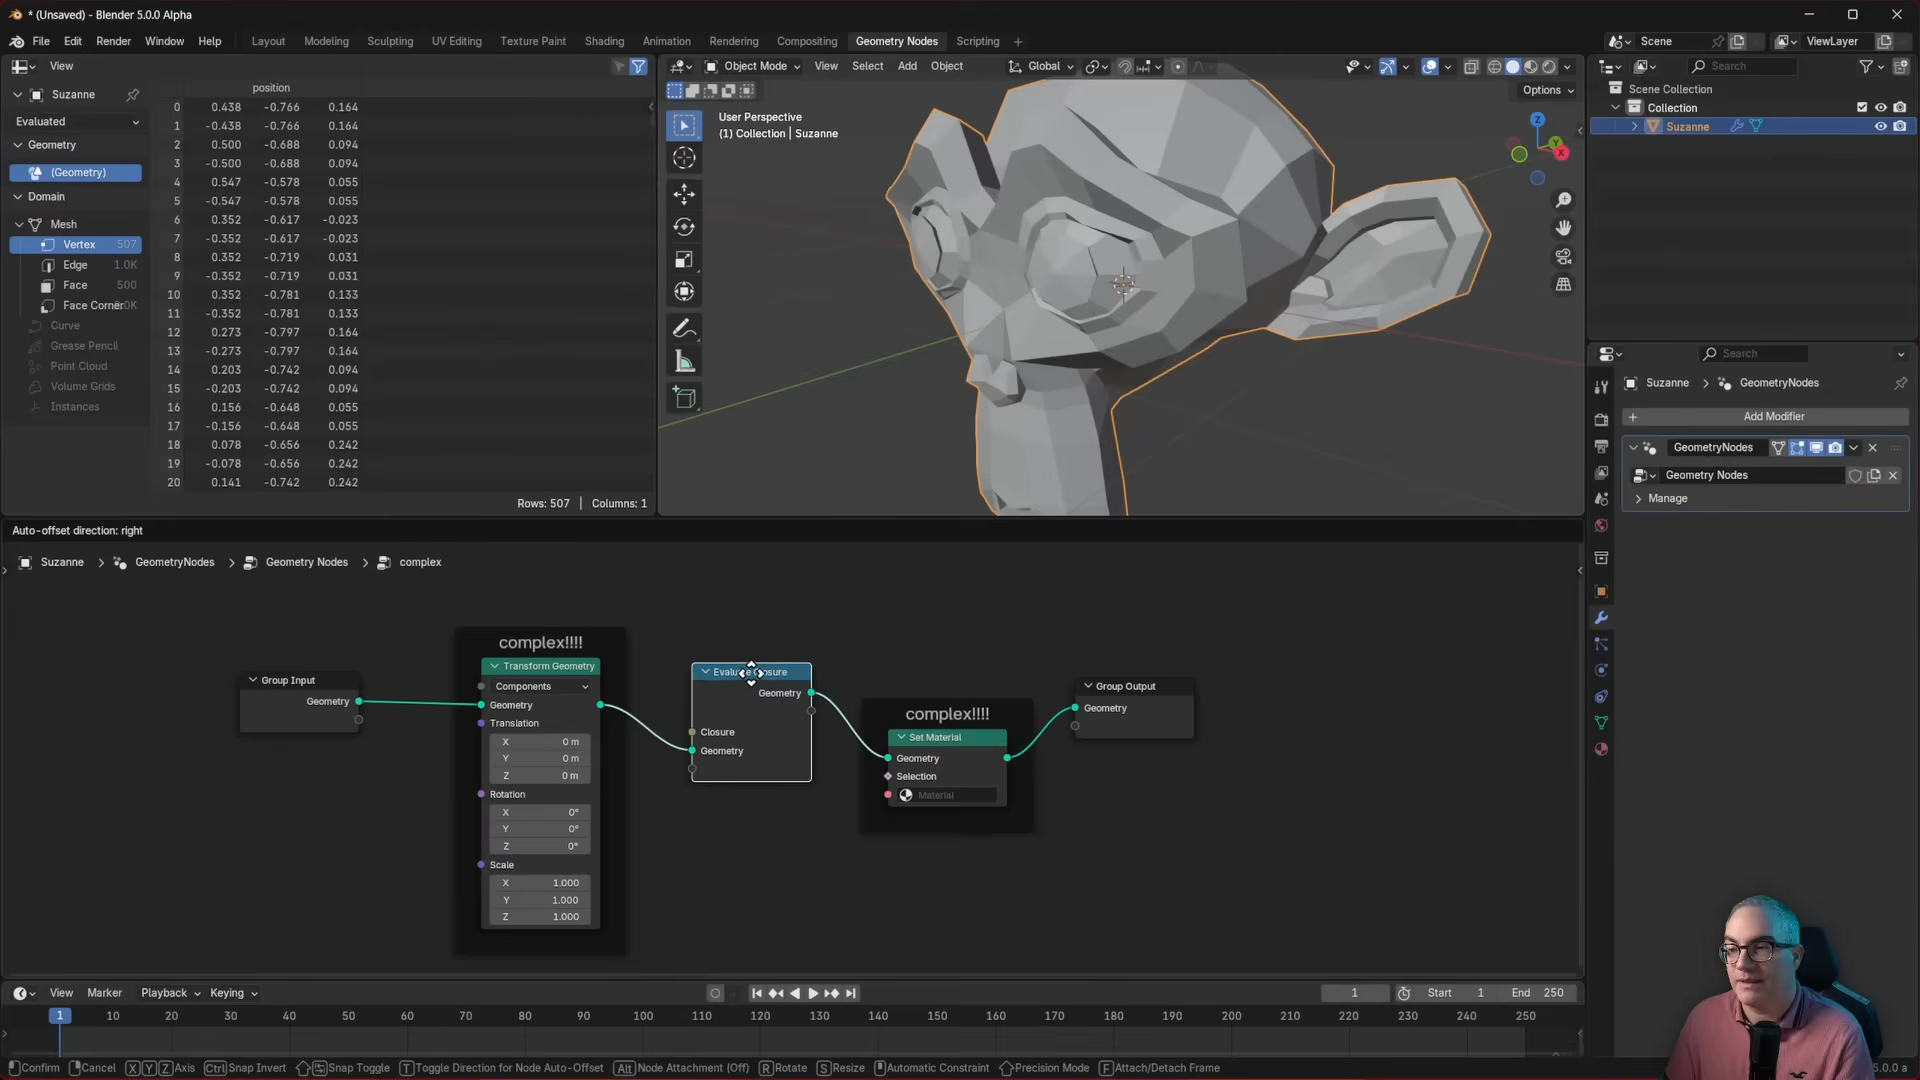 * (Unsaved) - Blender 5.0.0 Alpha
File Edit Render Window Help Layout Modeling Sculpting UV Editing Texture Paint Shading Animation Rendering Compositing Geometry Nodes Scripting + Scene ViewLayer
View
Suzanne
Evaluated
Geometry
(Geometry)
Domain
Mesh
Vertex 507
Edge 1.0K
Face 500
Face Corner
Curve
Grease Pencil
Point Cloud
Volume Grids
Instances
position
0 0.438 -0.766 0.164
1 -0.438 -0.766 0.164
2 0.500 -0.688 0.094
3 -0.500 -0.688 0.094
4 0.547 -0.578 0.055
5 -0.547 -0.578 0.055
6 0.352 -0.617 -0.023
7 -0.352 -0.617 -0.023
8 0.352 -0.719 0.031
9 -0.352 -0.719 0.031
10 0.352 -0.781 0.133
11 -0.352 -0.781 0.133
12 0.273 -0.797 0.164
13 -0.273 -0.797 0.164
14 0.203 -0.742 0.094
15 -0.203 -0.742 0.094
16 0.156 -0.648 0.055
17 -0.156 -0.648 0.055
18 0.078 -0.656 0.242
19 -0.078 -0.656 0.242
20 0.141 -0.742 0.242
Rows: 507 | Columns: 1
Object Mode View Select Add Object Global
Options
User Perspective
(1) Collection | Suzanne
Z
Y
X
Search
Scene Collection
Collection
Suzanne
Search
Suzanne > GeometryNodes
+ Add Modifier
GeometryNodes
Geometry Nodes
Manage
Auto-offset direction: right
Suzanne > GeometryNodes > Geometry Nodes > complex
Group Input
Geometry
complex!!!!
Transform Geometry
Components
Geometry
Translation
X 0 m
Y 0 m
Z 0 m
Rotation
X 0°
Y 0°
Z 0°
Scale
X 1.000
Y 1.000
Z 1.000
Geometry
Closure
Geometry
complex!!!!
Set Material
Geometry
Selection
Material
Group Output
Geometry
View Marker Playback Keying 1 Start 1 End 250
1 10 20 30 40 50 60 70 80 90 100 110 120 130 140 150 160 170 180 190 200 210 220 230 240 250
Confirm Cancel X Y Z Axis Ctrl Snap Invert Snap Toggle T Toggle Direction for Node Auto-Offset Alt Node Attachment (Off) R Rotate S Resize Automatic Constraint Precision Mode F Attach/Detach Frame 5.0.0 a